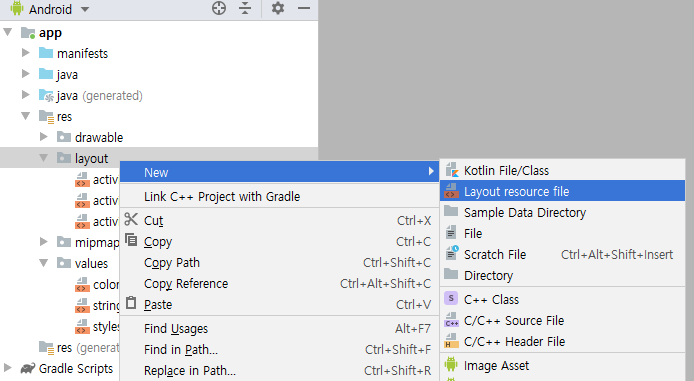 Android
app
manifests
java
java (generated)
res
drawable
layout
activ
activ
activ
mipmap
values
color
string
styles
res (genera
Gradle Scripts
New
Link C++ Project with Gradle
Cut Ctrl+X
Copy Ctrl+C
Copy Path Ctrl+Shift+C
Copy Reference Ctrl+Alt+Shift+C
Paste Ctrl+V
Find Usages Alt+F7
Find in Path... Ctrl+Shift+F
Replace in Path... Ctrl+Shift+R
Kotlin File/Class
Layout resource file
Sample Data Directory
File
Scratch File Ctrl+Alt+Shift+Insert
Directory
S C++ Class
C++ C/C++ Source File
H C/C++ Header File
Image Asset